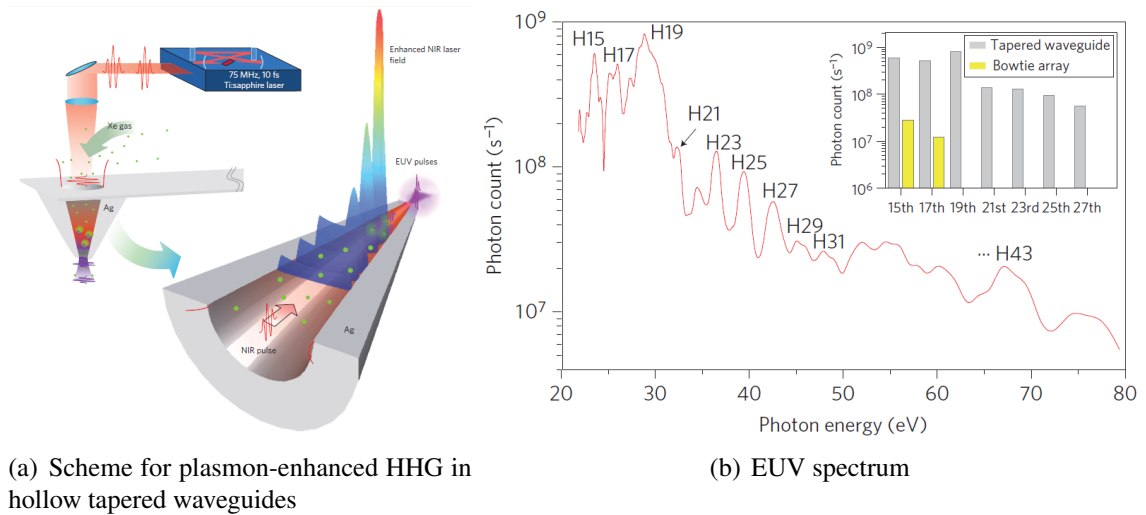 Enhanced NIR laser
field
75 MHz, 10 fs
Ti:sapphire laser
Xe gas
EUV pulses
Ag
Ag
NIR pulse
(a) Scheme for plasmon-enhanced HHG in
hollow tapered waveguides
b
Photon count (s⁻¹)
10⁹
10⁸
10⁷
20 30 40 50 60 70 80
Photon energy (eV)
H15
H17
H19
H21
H23
H25
H27
H29
H31
··· H43
Photon count (s⁻¹)
10⁹
10⁸
10⁷
10⁶
Tapered waveguide
Bowtie array
15th 17th 19th 21st 23rd 25th 27th
(b) EUV spectrum